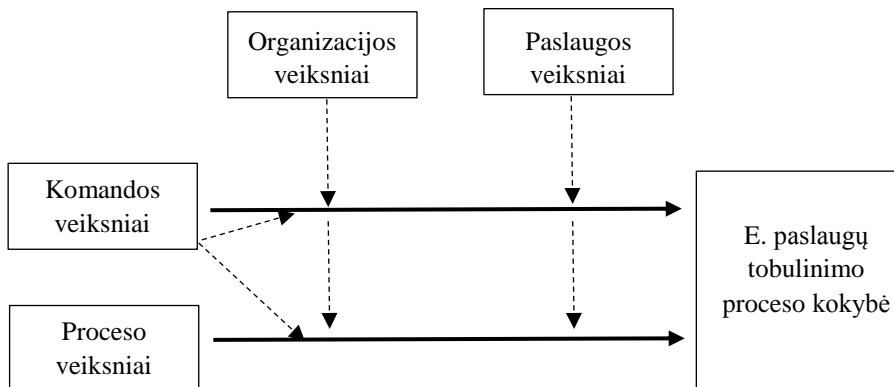 Organizacijos
veiksniai
Paslaugos
veiksniai
Komandos
veiksniai
E. paslaugų
tobulinimo
proceso kokybė
Proceso
veiksniai